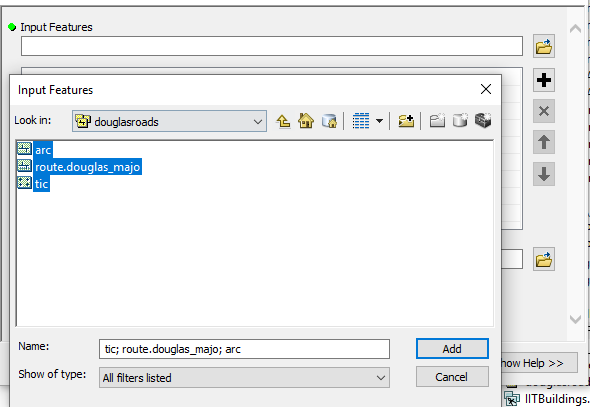 Input Features
Input Features
Look in: douglasroads
arc
route.douglas_majo
tic
Name: tic; route.douglas_majo; arc Add
Show of type: All filters listed Cancel
how Help >>
IITBuildings.